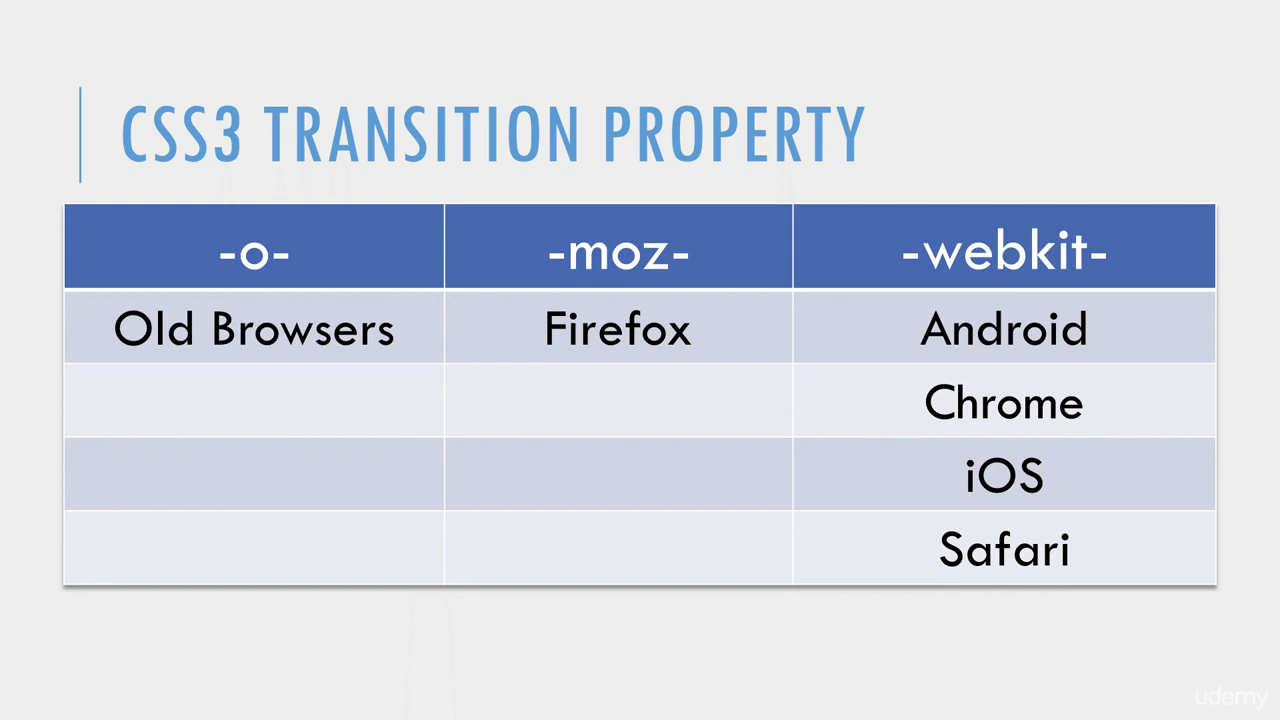 CSS3 TRANSITION PROPERTY
-o- -moz- -webkit-
Old Browsers Firefox Android
Chrome
iOS
Safari
udemy